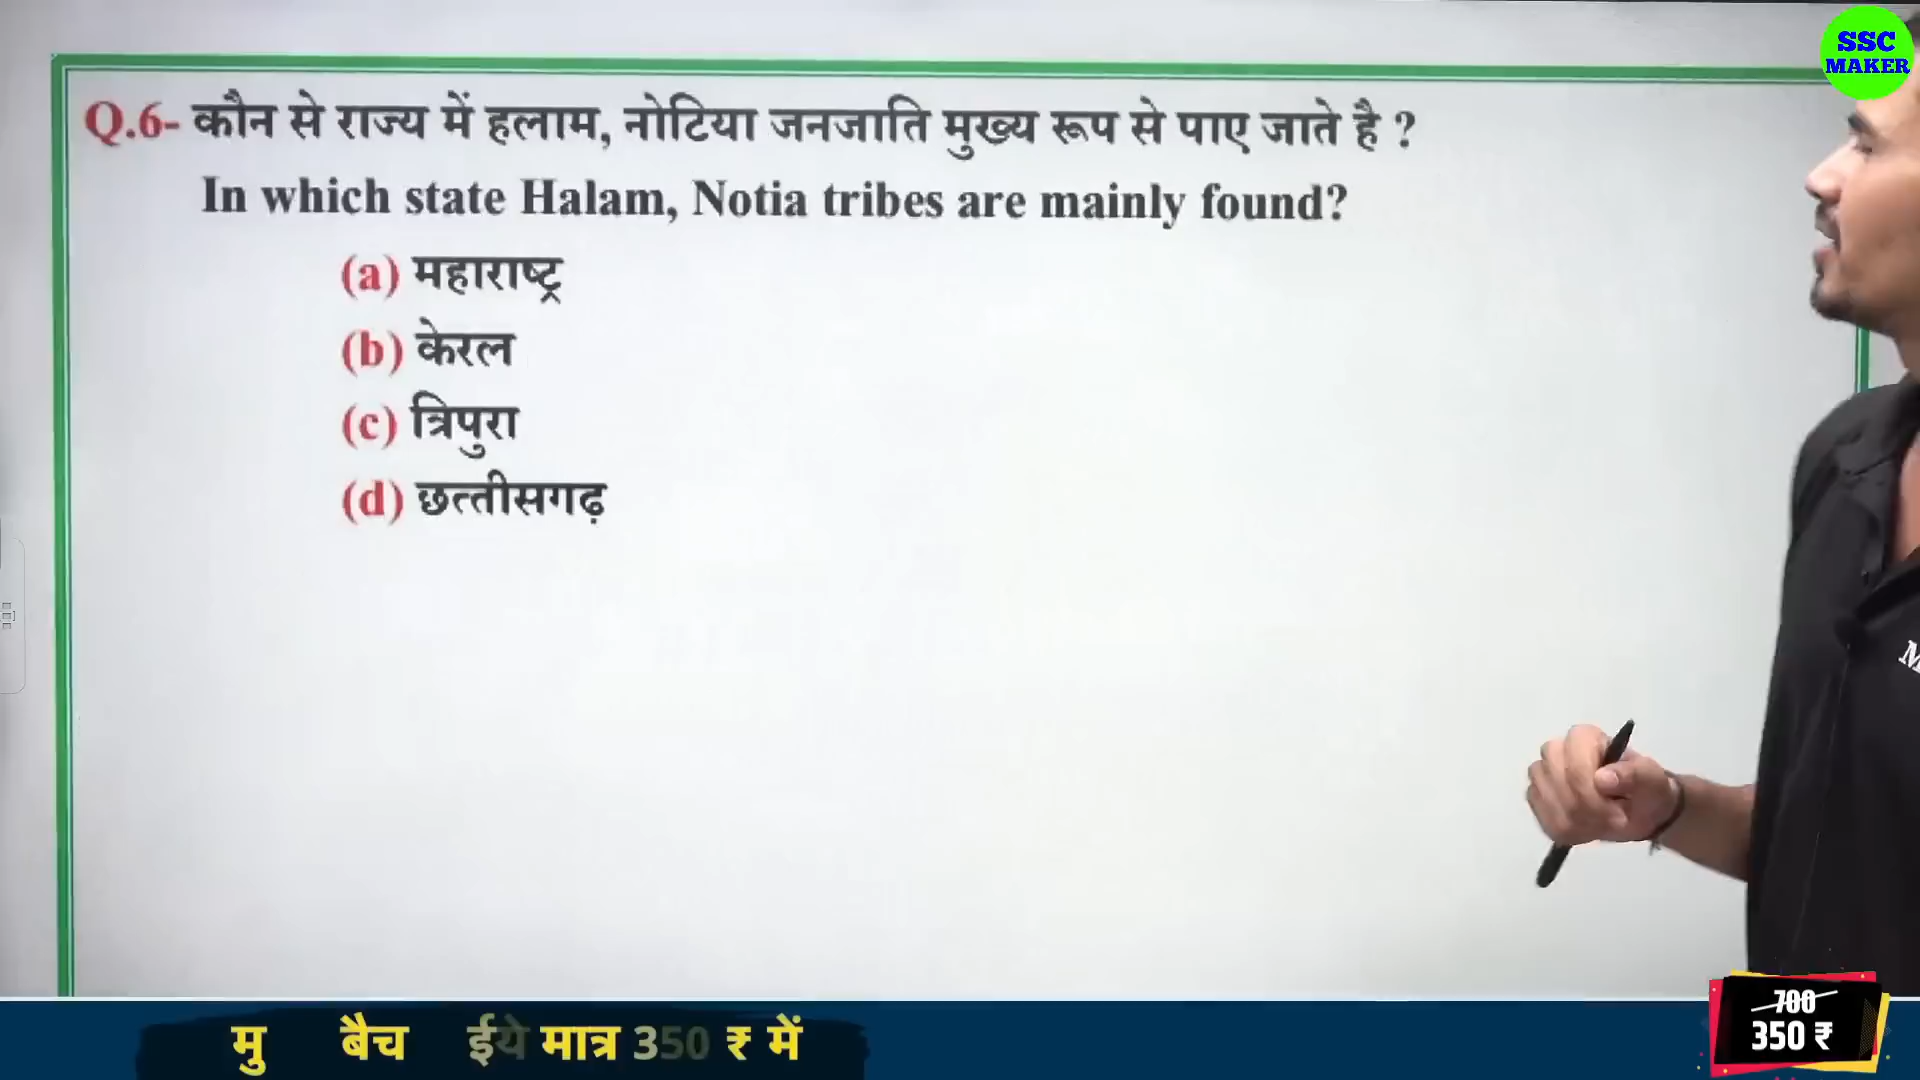 SSC
MAKER
Q.6- कौन से राज्य में हलाम, नोटिया जनजाति मुख्य रूप से पाए जाते है ?
In which state Halam, Notia tribes are mainly found?
(a) महाराष्ट्र
(b) केरल
(c) त्रिपुरा
(d) छत्तीसगढ़
मु बैच ईये मात्र 350 ₹ में
700
350 ₹